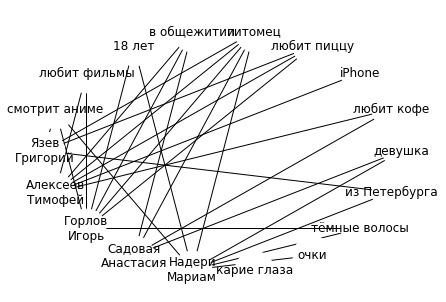 в общежитии
питомец
18 лет
любит пиццу
любит фильмы
iPhone
смотрит аниме
любит кофе
Язев
Григорий
девушка
Алексеев
Тимофей
из Петербурга
Горлов
Игорь
темные волосы
Садовая
Анастасия
очки
Надери
Мариам
карие глаза